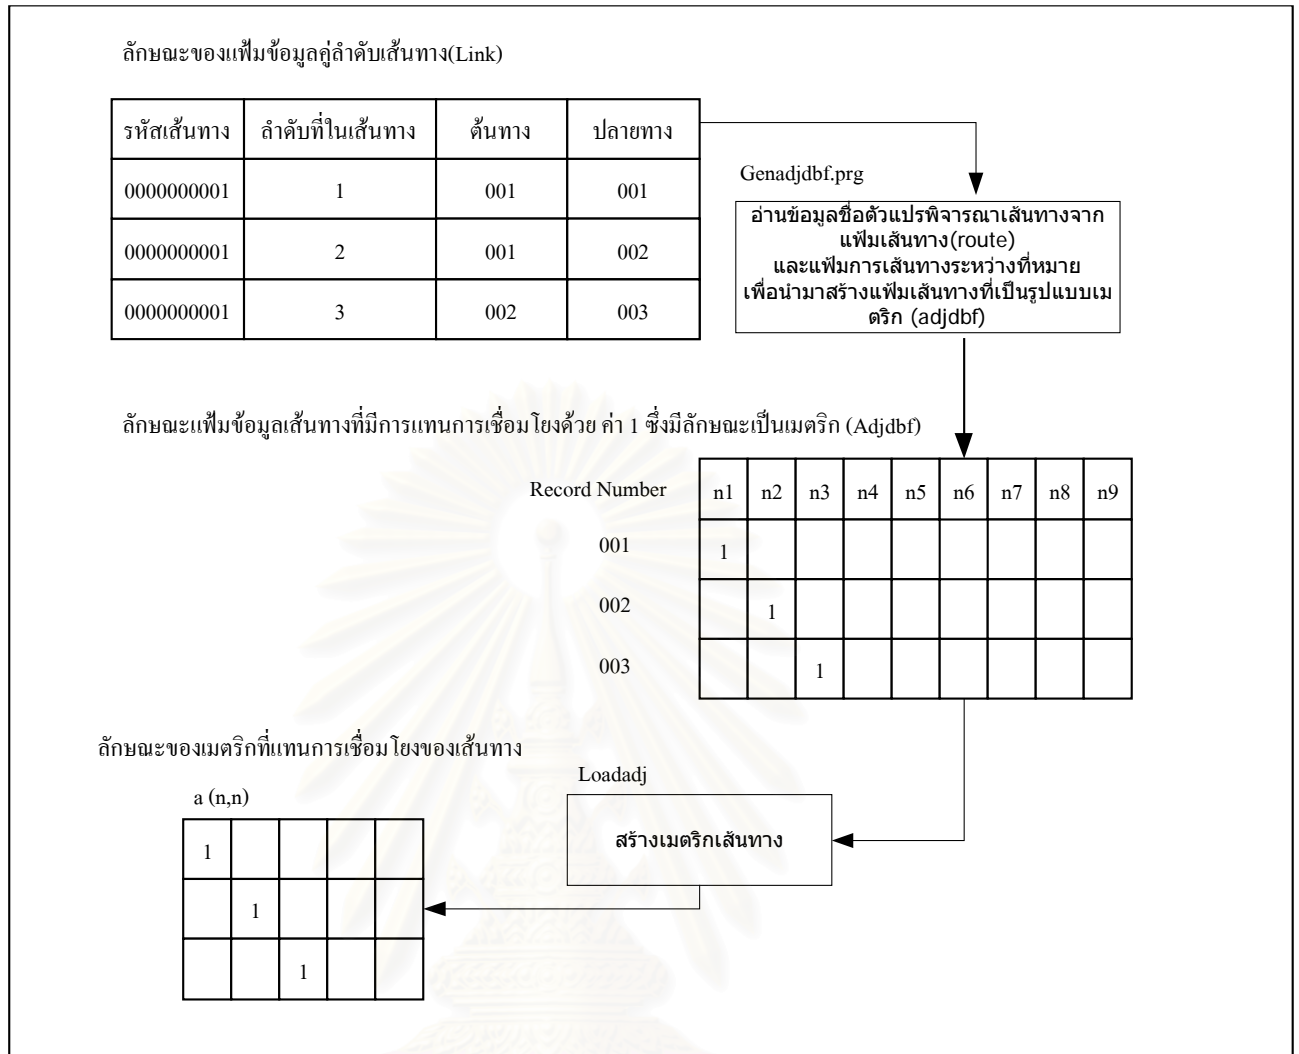 ลักษณะของแฟ้มข้อมูลคู่ลำดับเส้นทาง(Link)
รหัสเส้นทาง ลำดับที่ในเส้นทาง ต้นทาง ปลายทาง
0000000001 1 001 001
0000000001 2 001 002
0000000001 3 002 003
Genadjdbf.prg
อ่านข้อมูลชื่อตัวแปรพิจารณาเส้นทางจาก
แฟ้มเส้นทาง(route)
และแฟ้มการเส้นทางระหว่างที่หมาย
เพื่อนำมาสร้างแฟ้มเส้นทางที่เป็นรูปแบบเม
ตริก (adjdbf)
ลักษณะแฟ้มข้อมูลเส้นทางที่มีการแทนการเชื่อมโยงด้วย ค่า 1 ซึ่งมีลักษณะเป็นเมตริก (Adjdbf)
Record Number n1 n2 n3 n4 n5 n6 n7 n8 n9
001 1
002 1
003 1
ลักษณะของเมตริกที่แทนการเชื่อมโยงของเส้นทาง
Loadadj
สร้างเมตริกเส้นทาง
a (n,n)
1
1
1